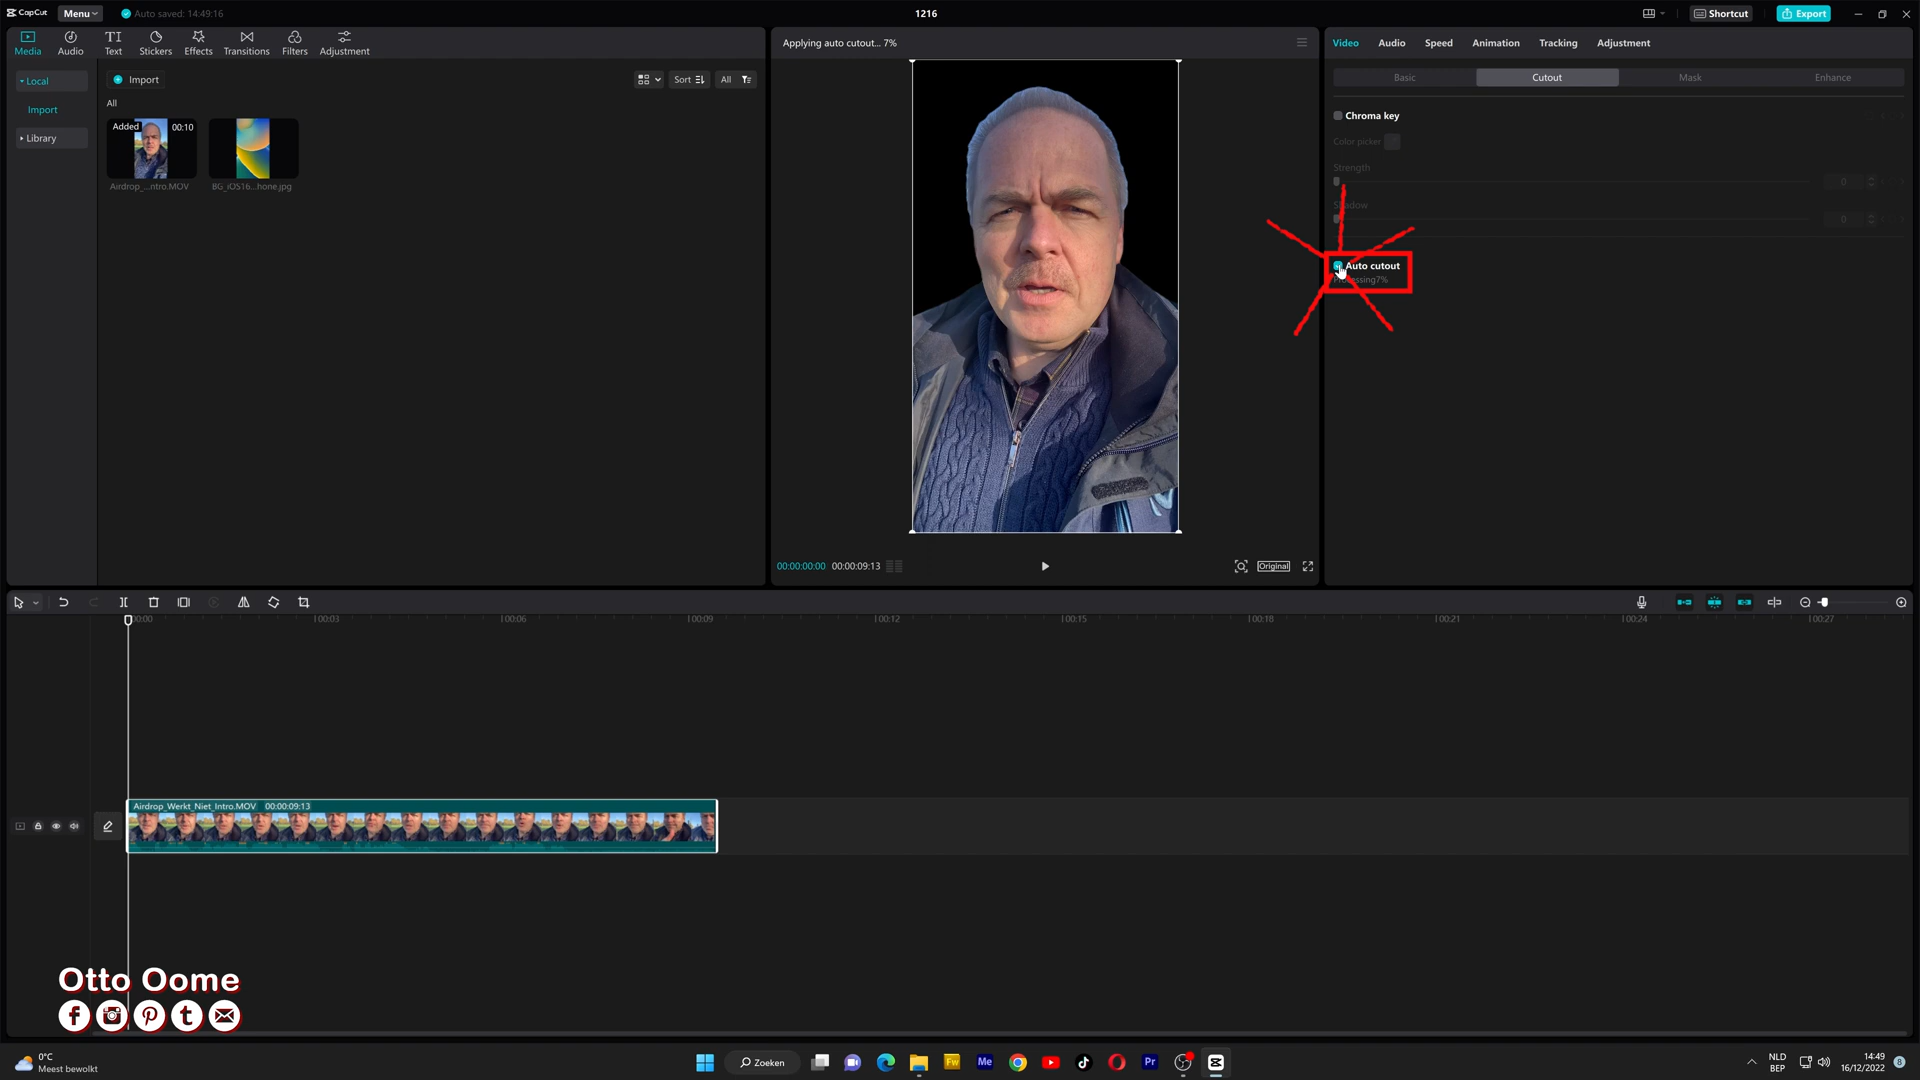 CapCut
Menu
Auto saved: 14:49:16
1216
Shortcut
Export
Media
Audio
Text
Stickers
Effects
Transitions
Filters
Adjustment
Local
Import
Library
Import
Sort
All
All
Added
00:10
Airdrop_...ntro.MOV
BG_iOS16...hone.jpg
Applying auto cutout... 7%
00:00:00:00
00:00:09:13
Original
Video
Audio
Speed
Animation
Tracking
Adjustment
Basic
Cutout
Mask
Enhance
Chroma key
Color picker
Strength
0
0
Auto cutout
00:00
00:03
00:06
00:09
00:12
00:15
00:18
00:21
00:24
00:27
Airdrop_Werkt_Niet_Intro.MOV 00:00:09:13
Otto Oome
0°C
Meest bewolkt
Zoeken
Fw
Me
Pr
NLD
BEP
14:49
16/12/2022
8